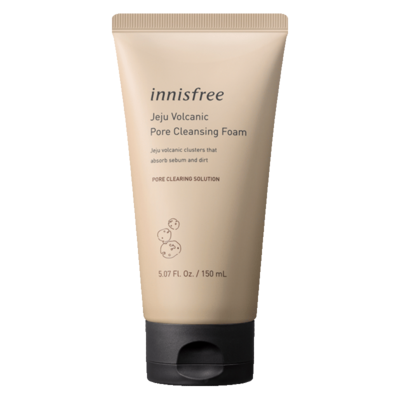 innisfree
Jeju Volcanic
Pore Cleansing Foam
Jeju volcanic clusters that
absorb sebum and dirt
PORE CLEARING SOLUTION
5.07 Fl. Oz. / 150 mL